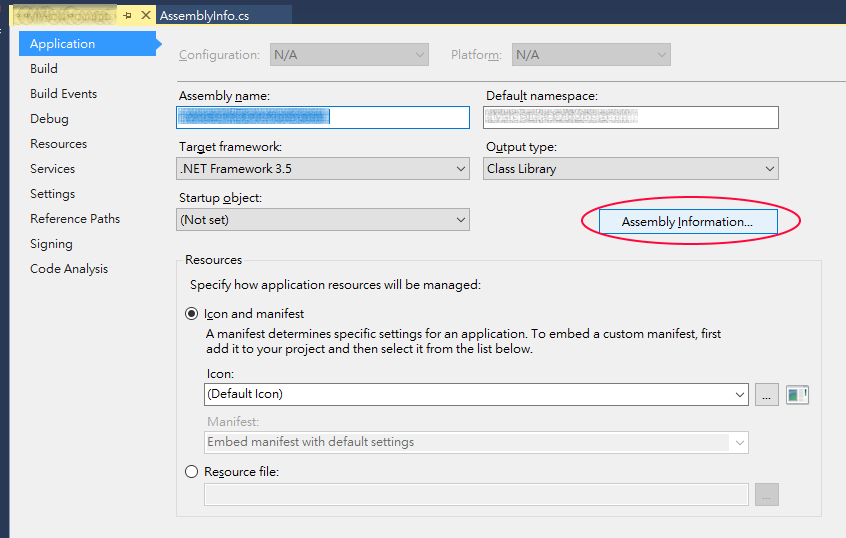 AssemblyInfo.cs
Application
Build
Build Events
Debug
Resources
Services
Settings
Reference Paths
Signing
Code Analysis
Configuration: N/A Platform: N/A
Assembly name: Default namespace:
Target framework: Output type:
.NET Framework 3.5 Class Library
Startup object:
(Not set) Assembly Information...
Resources
Specify how application resources will be managed:
Icon and manifest
A manifest determines specific settings for an application. To embed a custom manifest, first
add it to your project and then select it from the list below.
Icon:
(Default Icon) ...
Manifest:
Embed manifest with default settings
Resource file:
...